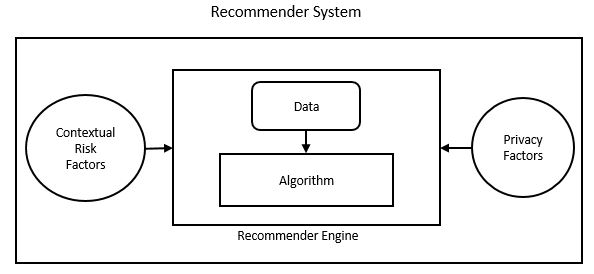 Recommender System
Data
Contextual
Risk
Factors
Privacy
Factors
Algorithm
Recommender Engine